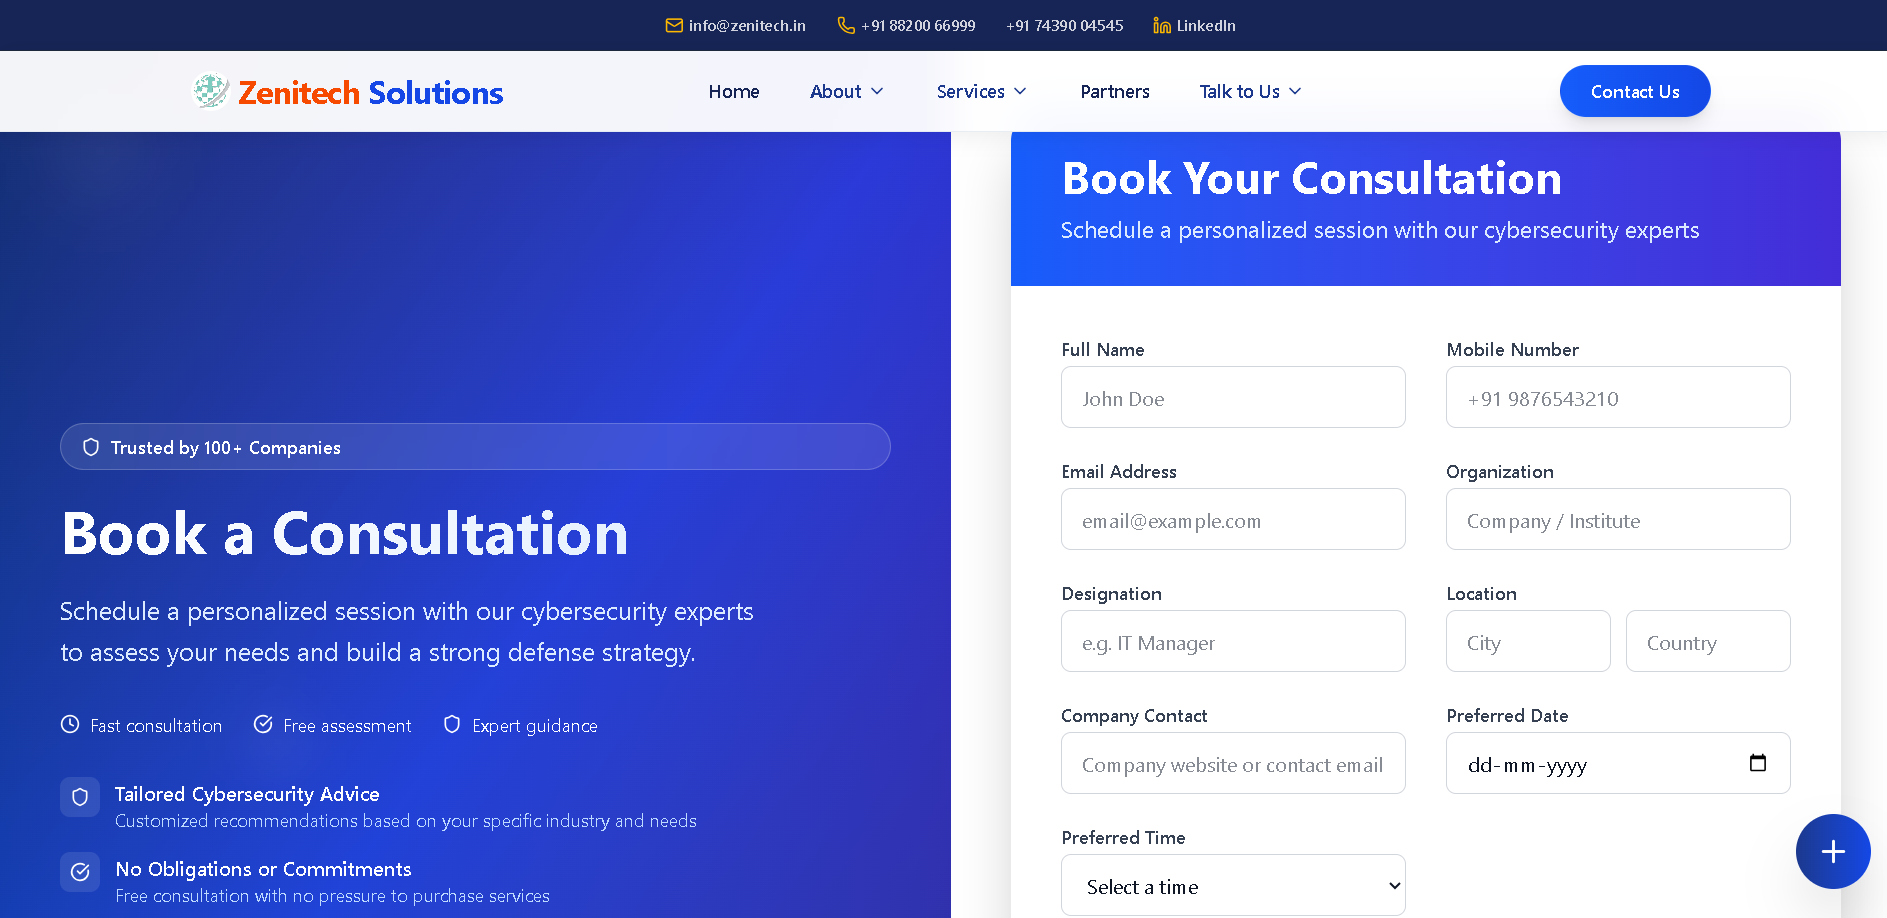 info@zenitech.in +91 88200 66999 +91 74390 04545 LinkedIn
Zenitech Solutions Home About Services Partners Talk to Us Contact Us
Trusted by 100+ Companies
Book a Consultation
Schedule a personalized session with our cybersecurity experts
to assess your needs and build a strong defense strategy.
Fast consultation Free assessment Expert guidance
Tailored Cybersecurity Advice
Customized recommendations based on your specific industry and needs
No Obligations or Commitments
Free consultation with no pressure to purchase services
Book Your Consultation
Schedule a personalized session with our cybersecurity experts
Full Name Mobile Number
John Doe +91 9876543210
Email Address Organization
email@example.com Company / Institute
Designation Location
e.g. IT Manager City Country
Company Contact Preferred Date
Company website or contact email dd-mm-yyyy
Preferred Time
Select a time